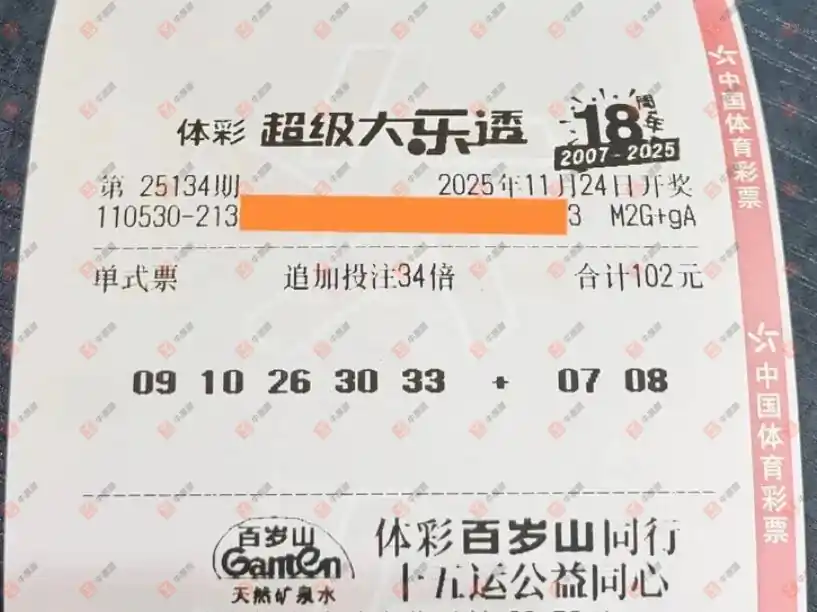 体彩 超级大乐透 18周年
2007-2025
第 25134期 2025年11月24日开奖
110530-213 3 M2G+gA
单式票 追加投注34倍 合计102元
09 10 26 30 33 + 07 08
百岁山
Ganten
天然矿泉水
体彩百岁山同行
十五运公益同心
中国体育彩票
中国体育彩票